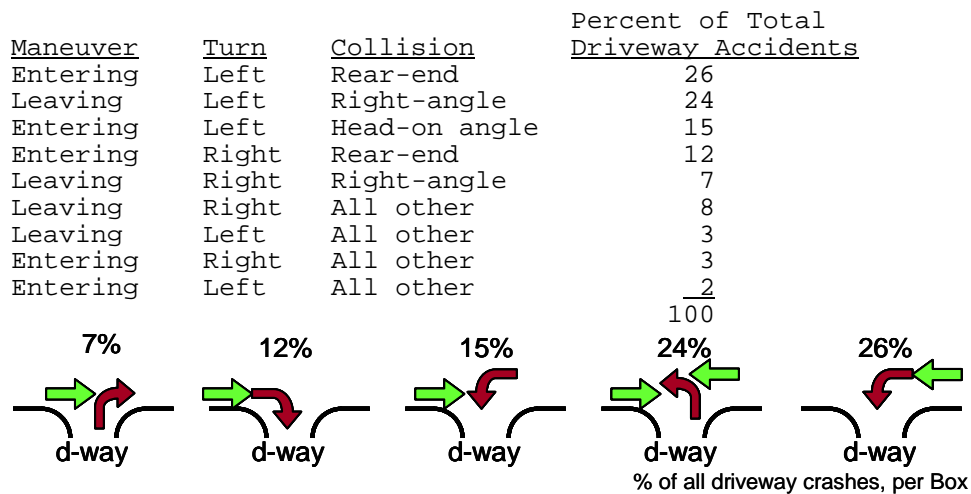 Percent of Total
Maneuver Turn Collision Driveway Accidents
Entering Left Rear-end 26
Leaving Left Right-angle 24
Entering Left Head-on angle 15
Entering Right Rear-end 12
Leaving Right Right-angle 7
Leaving Right All other 8
Leaving Left All other 3
Entering Right All other 3
Entering Left All other 2
100
7% 12% 15% 24% 26%
d-way d-way d-way d-way d-way
% of all driveway crashes, per Box